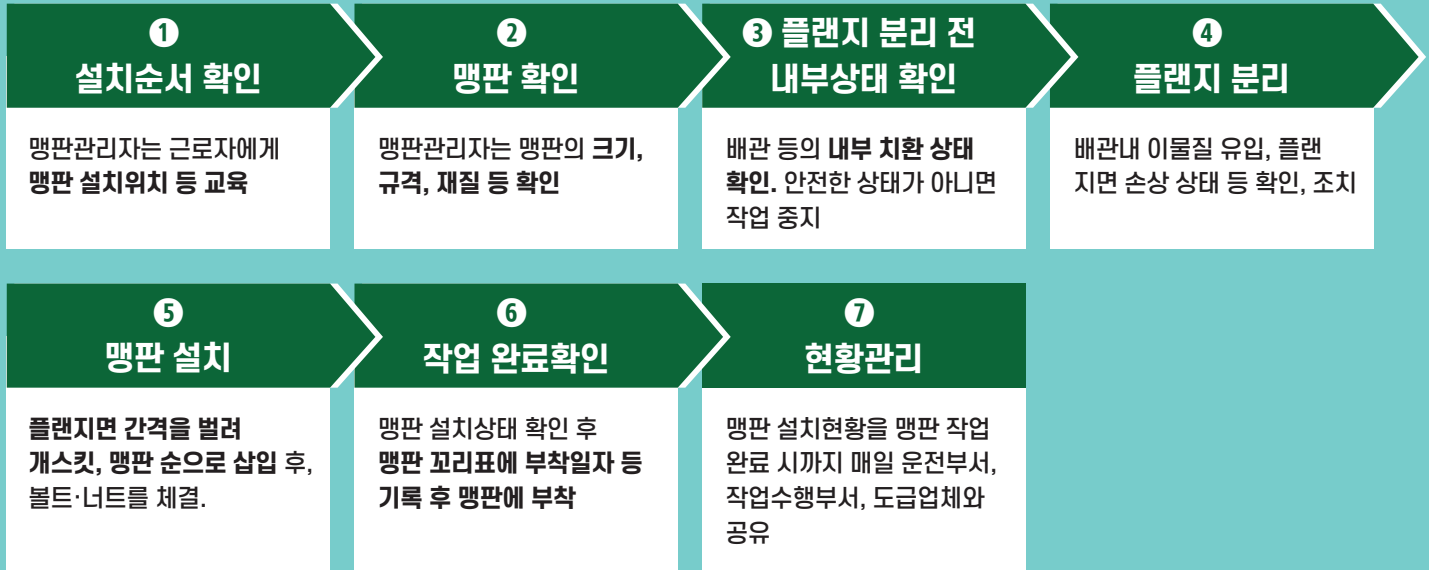 ❶
설치순서 확인
맹판관리자는 근로자에게
맹판 설치위치 등 교육
❷
맹판 확인
맹판관리자는 맹판의 크기,
규격, 재질 등 확인
❸ 플랜지 분리 전
내부상태 확인
배관 등의 내부 치환 상태
확인. 안전한 상태가 아니면
작업 중지
❹
플랜지 분리
배관내 이물질 유입, 플랜
지면 손상 상태 등 확인, 조치
❺
맹판 설치
플랜지면 간격을 벌려
개스킷, 맹판 순으로 삽입 후,
볼트·너트를 체결.
❻
작업 완료확인
맹판 설치상태 확인 후
맹판 꼬리표에 부착일자 등
기록 후 맹판에 부착
❼
현황관리
맹판 설치현황을 맹판 작업
완료 시까지 매일 운전부서,
작업수행부서, 도급업체와
공유